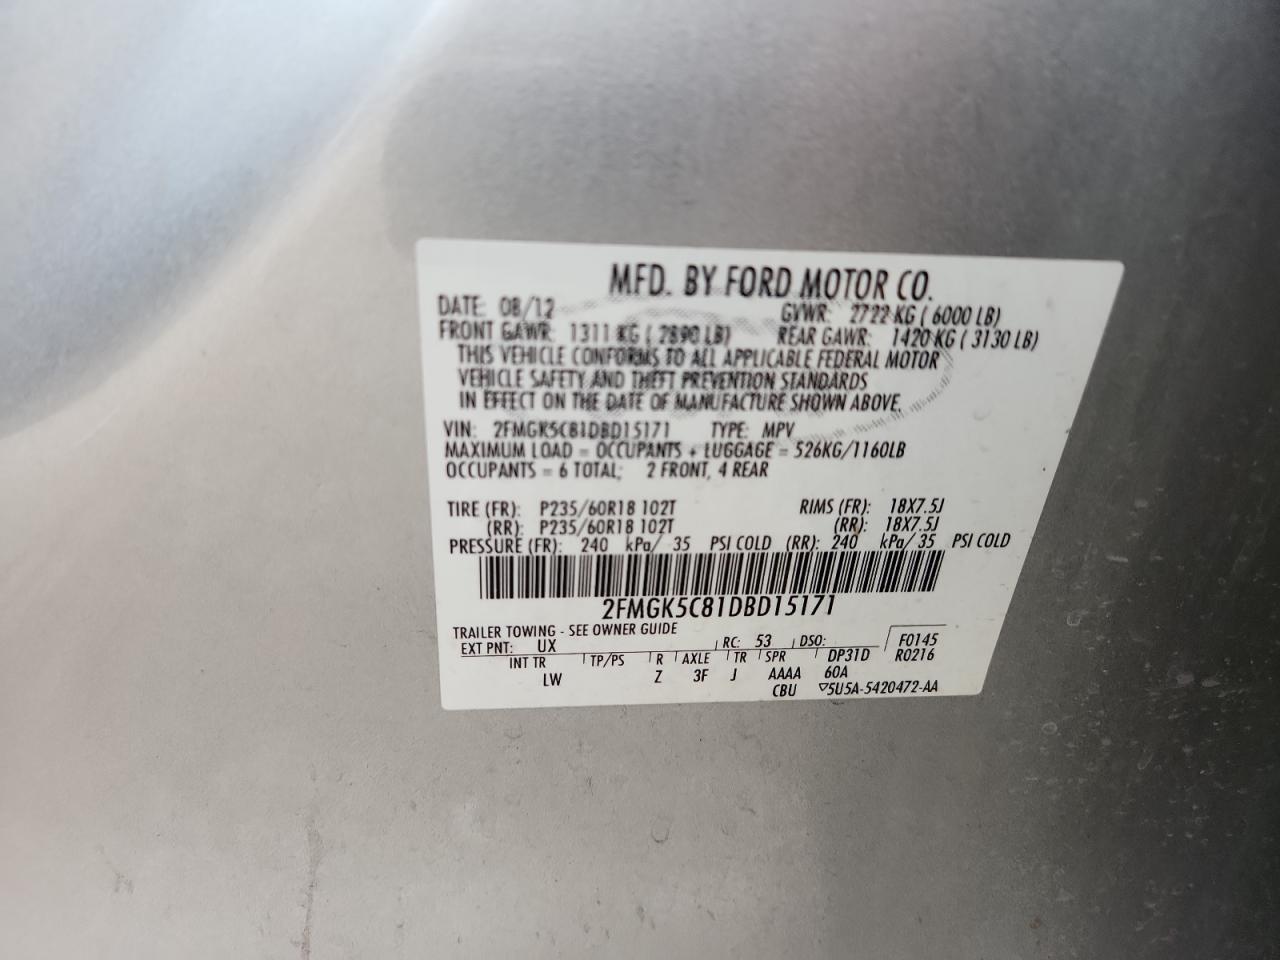 MFD. BY FORD MOTOR CO.
DATE: 08/12 GVWR: 2722 KG ( 6000 LB)
FRONT GAWR: 1311 KG ( 2890 LB) REAR GAWR: 1420 KG ( 3130 LB)
THIS VEHICLE CONFORMS TO ALL APPLICABLE FEDERAL MOTOR
VEHICLE SAFETY AND THEFT PREVENTION STANDARDS
IN EFFECT ON THE DATE OF MANUFACTURE SHOWN ABOVE.
VIN: 2FMGK5C81DBD15171 TYPE: MPV
MAXIMUM LOAD = OCCUPANTS + LUGGAGE = 526KG/1160LB
OCCUPANTS = 6 TOTAL; 2 FRONT, 4 REAR
TIRE (FR): P235/60R18 102T RIMS (FR): 18X7.5J
(RR): P235/60R18 102T (RR): 18X7.5J
PRESSURE (FR): 240 kPa/ 35 PSI COLD (RR): 240 kPa/ 35 PSI COLD
2FMGK5C81DBD15171
TRAILER TOWING - SEE OWNER GUIDE
EXT PNT: UX RC: 53 DSO: F0145
INT TR TP/PS R AXLE TR SPR DP31D R0216
LW Z 3F J AAAA 60A
CBU ▽5U5A-5420472-AA